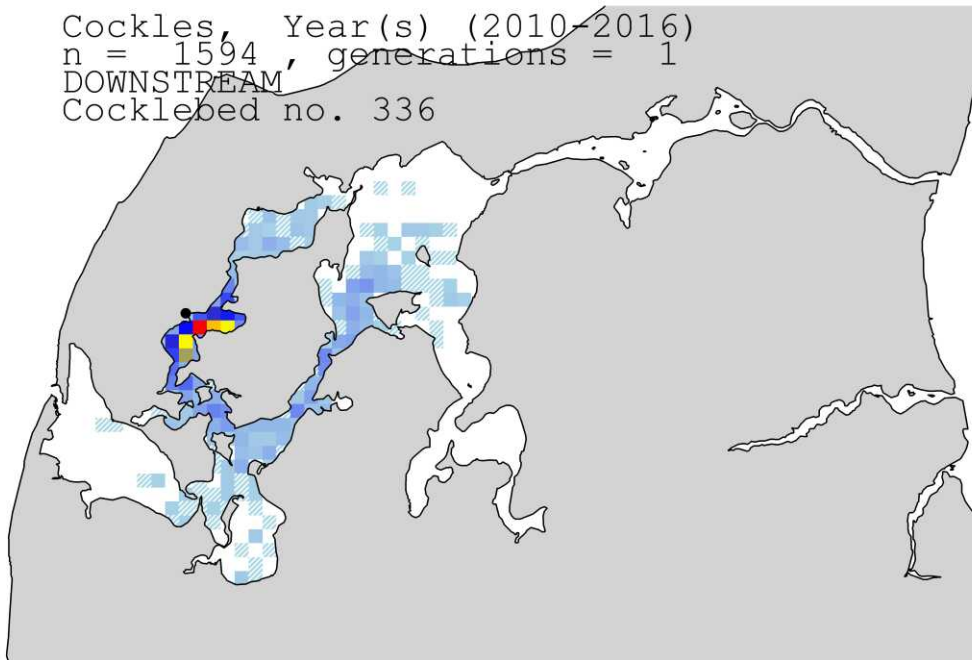 Cockles, Year(s) (2010-2016)
n = 1594 , generations = 1
DOWNSTREAM
Cocklebed no. 336